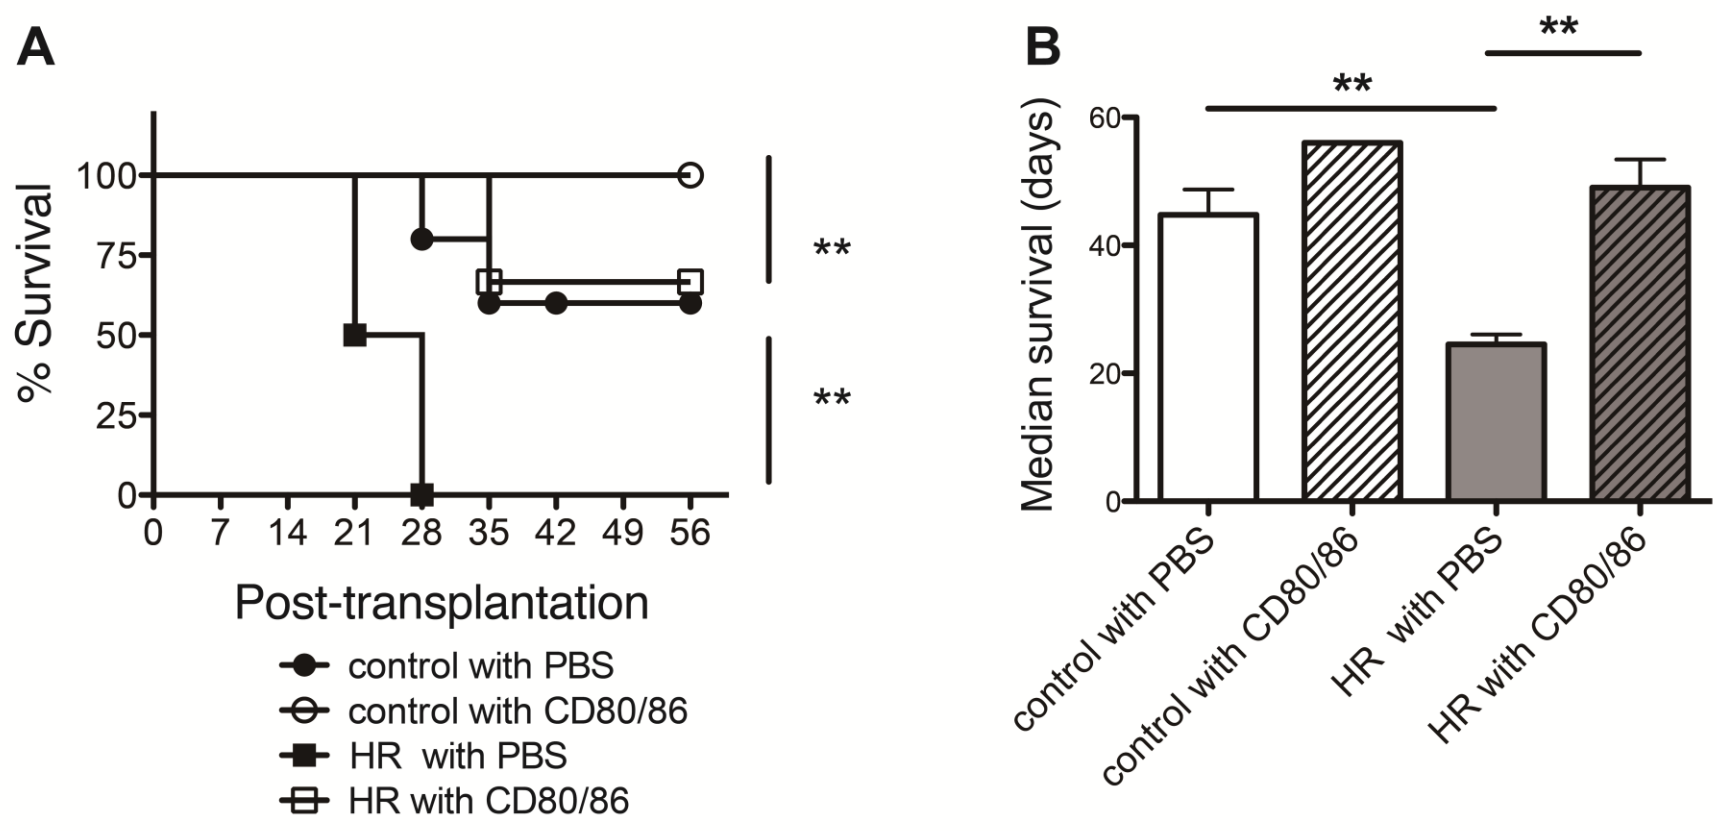 A
% Survival
100
75
50
25
0
0 7 14 21 28 35 42 49 56
**
**
Post-transplantation
control with PBS
control with CD80/86
HR with PBS
HR with CD80/86
B
**
**
Median survival (days)
60
40
20
0
control with PBS
control with CD80/86
HR with PBS
HR with CD80/86